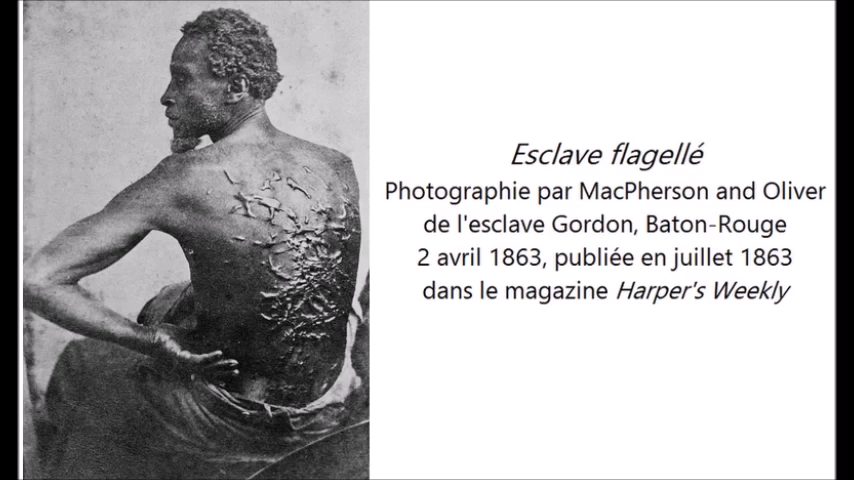 Esclave flagellé
Photographie par MacPherson and Oliver
de l'esclave Gordon, Baton-Rouge
2 avril 1863, publiée en juillet 1863
dans le magazine Harper's Weekly